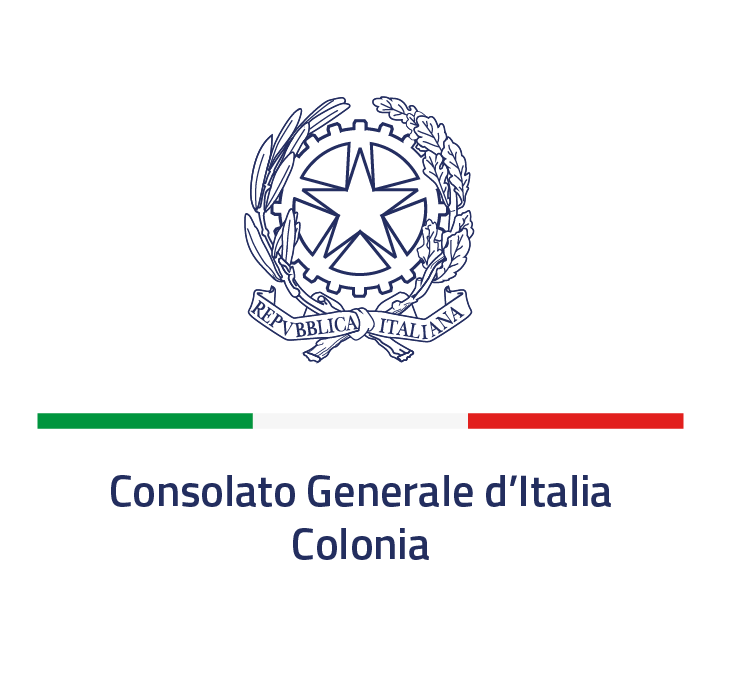 REPVBBLICA ITALIANA
Consolato Generale d’Italia
Colonia